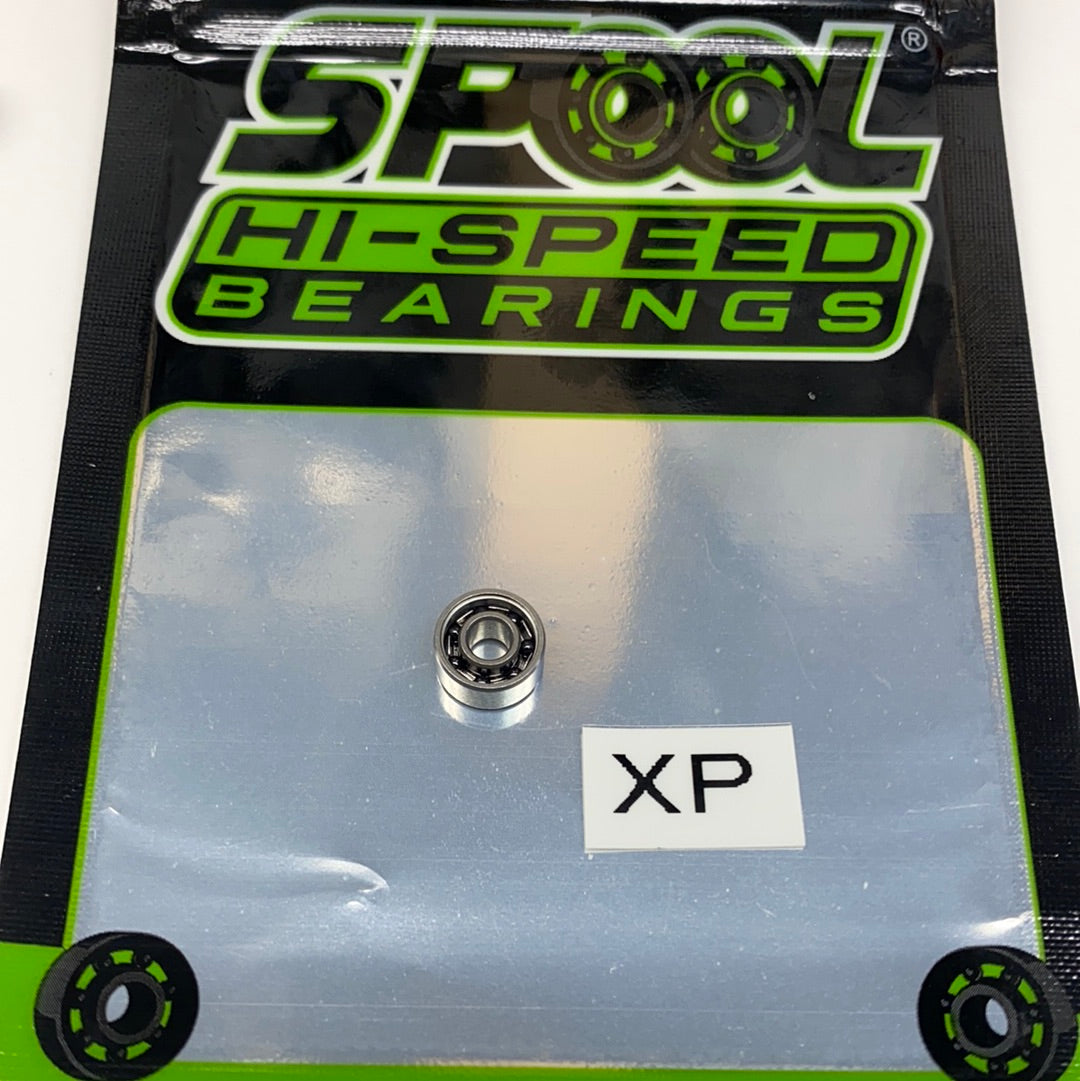 SPOOL®
HI-SPEED
BEARINGS
XP